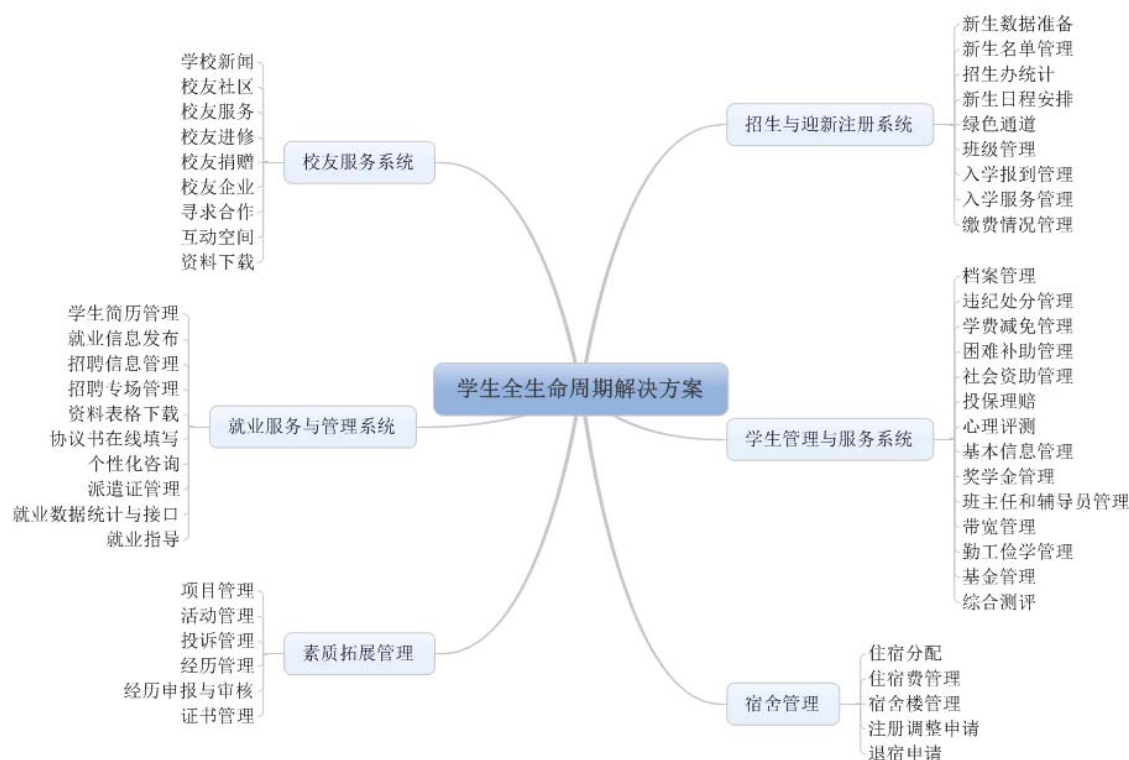 学生全生命周期解决方案
招生与迎新注册系统
新生数据准备
新生名单管理
招生办统计
新生日程安排
绿色通道
班级管理
入学报到管理
入学服务管理
缴费情况管理
学生管理与服务系统
档案管理
违纪处分管理
学费减免管理
困难补助管理
社会资助管理
投保理赔
心理评测
基本信息管理
奖学金管理
班主任和辅导员管理
带宽管理
勤工俭学管理
基金管理
综合测评
宿舍管理
住宿分配
住宿费管理
宿舍楼管理
注册调整申请
退宿申请
校友服务系统
学校新闻
校友社区
校友服务
校友进修
校友捐赠
校友企业
寻求合作
互动空间
资料下载
就业服务与管理系统
学生简历管理
就业信息发布
招聘信息管理
招聘专场管理
资料表格下载
协议书在线填写
个性化咨询
派遣证管理
就业数据统计与接口
就业指导
素质拓展管理
项目管理
活动管理
投诉管理
经历管理
经历申报与审核
证书管理